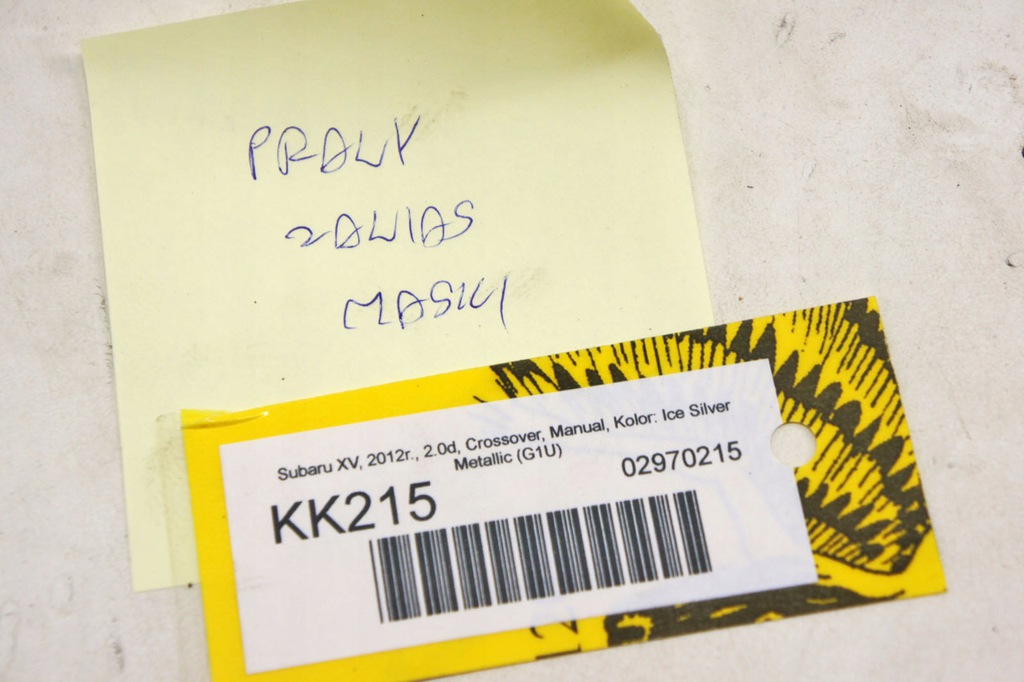 PRAWY
ZAWIAS
MASKI
Subaru XV, 2012r., 2.0d, Crossover, Manual, Kolor: Ice Silver
Metallic (G1U)
KK215
02970215